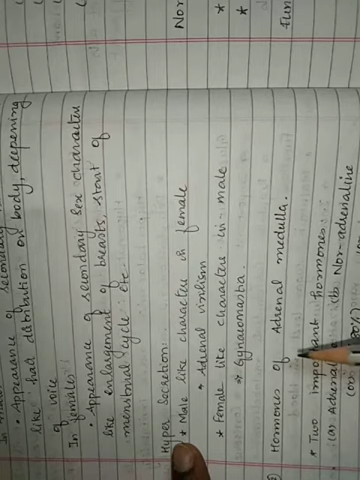 • Appearance of secondary
like hair distribution on body, deepening
of voice
In females
• Appearance of secondary sex character
like enlargement of breasts, start of
menstrual cycle etc.
Hyper Secretion:
* Male like character in female
* Adrenal virilism
* Female like character in male
* Gynaecomastia
Hormones of Adrenal medulla.
* Two important hormones
(a) Adrenal (b) Nor-adrenaline
Nor
*
*